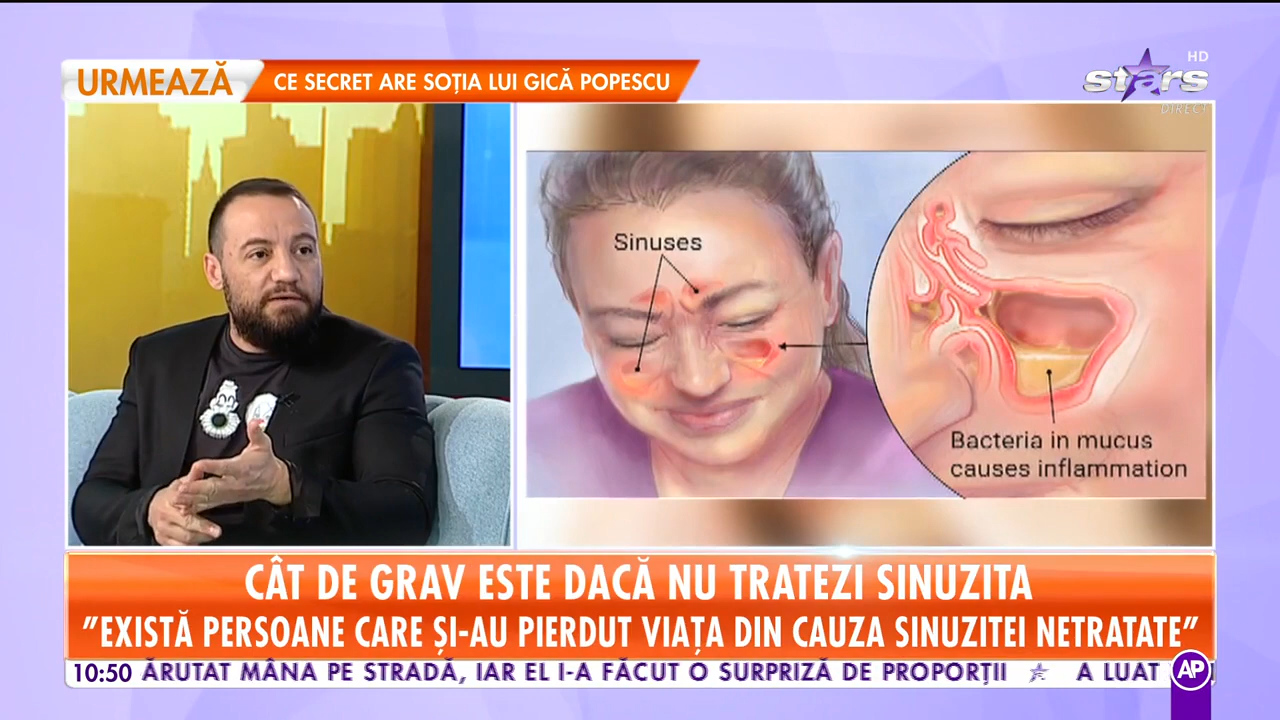 URMEAZĂ
CE SECRET ARE SOȚIA LUI GICĂ POPESCU
HD
stars
DIRECT
Sinuses
Bacteria in mucus
causes inflammation
CÂT DE GRAV ESTE DACĂ NU TRATEZI SINUZITA
"EXISTĂ PERSOANE CARE ȘI-AU PIERDUT VIAȚA DIN CAUZA SINUZITEI NETRATATE"
10:50 ĂRUTAT MÂNA PE STRADĂ, IAR EL I-A FĂCUT O SURPRIZĂ DE PROPORȚII A LUAT
AP